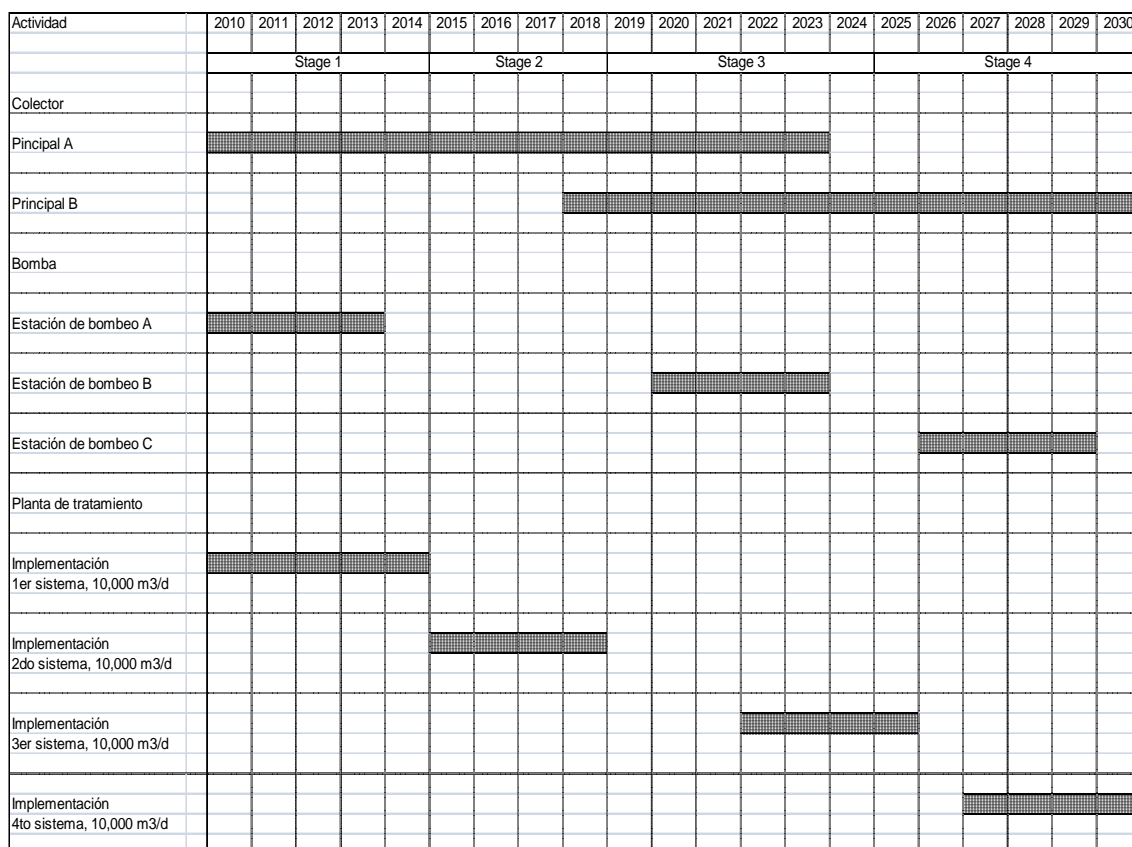 Actividad 2010 2011 2012 2013 2014 2015 2016 2017 2018 2019 2020 2021 2022 2023 2024 2025 2026 2027 2028 2029 2030
Stage 1 Stage 2 Stage 3 Stage 4
Colector
Pincipal A
Principal B
Bomba
Estación de bombeo A
Estación de bombeo B
Estación de bombeo C
Planta de tratamiento
Implementación
1er sistema, 10,000 m3/d
Implementación
2do sistema, 10,000 m3/d
Implementación
3er sistema, 10,000 m3/d
Implementación
4to sistema, 10,000 m3/d